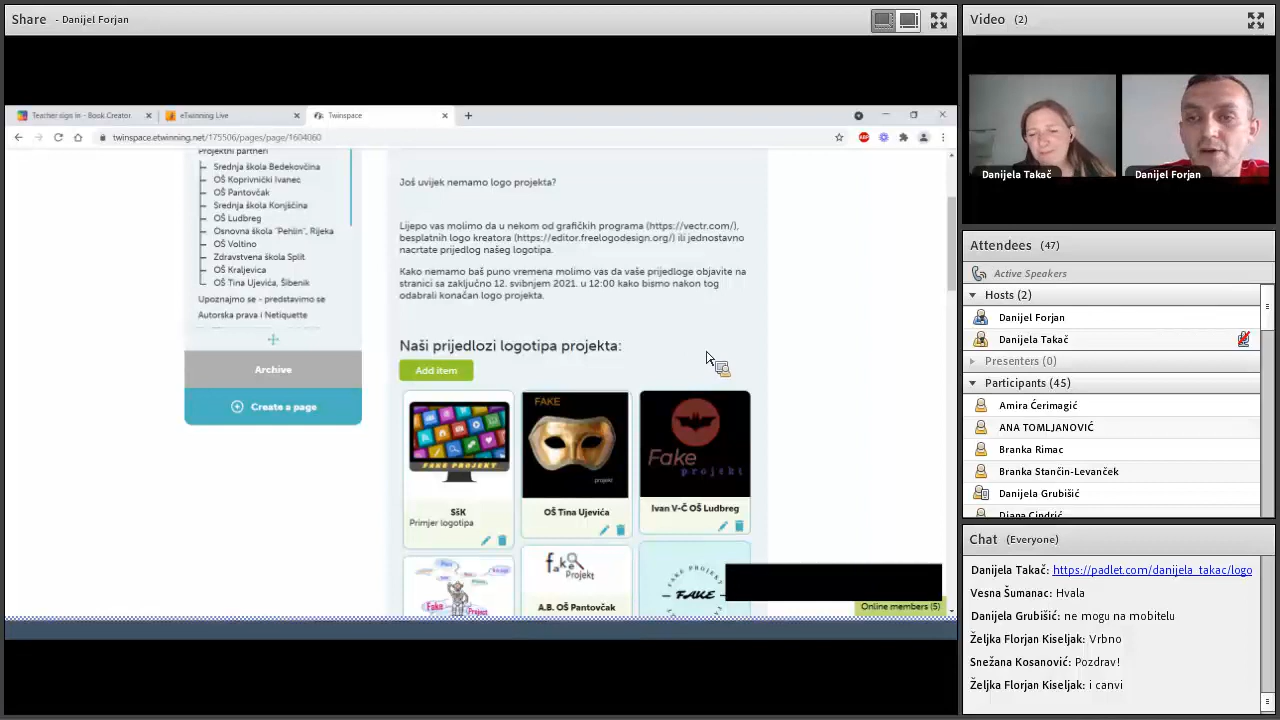 Share - Danijel Forjan
Teacher sign in - Book Creator
eTwinning Live
Twinspace
twinspace.etwinning.net/175506/pages/page/1604060
Projektni partneri
Srednja škola Bedekovčina
OŠ Koprivnički Ivanec
OŠ Pantovčak
Srednja škola Konjščina
OŠ Ludbreg
Osnovna škola "Pehlin", Rijeka
OŠ Voltino
Zdravstvena škola Split
OŠ Kraljevica
OŠ Tina Ujevića, Šibenik
Upoznajmo se - predstavimo se
Autorska prava i Netiquette
Archive
Create a page
Još uvijek nemamo logo projekta?
Lijepo vas molimo da u nekom od grafičkih programa (https://vectr.com/),
besplatnih logo kreatora (https://editor.freelogodesign.org/) ili jednostavno
nacrtate prijedlog našeg logotipa.
Kako nemamo baš puno vremena molimo vas da vaše prijedloge objavite na
stranici sa zaključno 12. svibnjem 2021. u 12:00 kako bismo nakon tog
odabrali konačan logo projekta.
Naši prijedlozi logotipa projekta:
Add item
FAKE PROJEKT
SšK
Primjer logotipa
FAKE
projekt
OŠ Tina Ujevića
Fake
projekt
Ivan V-Č OŠ Ludbreg
Fake
Project
fake
Projekt
A.B. OŠ Pantovčak
FAKE PROJEKT
FAKE
Online members (5)
Video (2)
Danijela Takač
Danijel Forjan
Attendees (47)
Active Speakers
Hosts (2)
Danijel Forjan
Danijela Takač
Presenters (0)
Participants (45)
Amira Ćerimagić
ANA TOMLJANOVIĆ
Branka Rimac
Branka Stančin-Levanček
Danijela Grubišić
Diana Cindrić
Chat (Everyone)
Danijela Takač: https://padlet.com/danijela_takac/logo
Vesna Šumanac: Hvala
Danijela Grubišić: ne mogu na mobitelu
Željka Florjan Kiseljak: Vrbno
Snežana Kosanović: Pozdrav!
Željka Florjan Kiseljak: i canvi